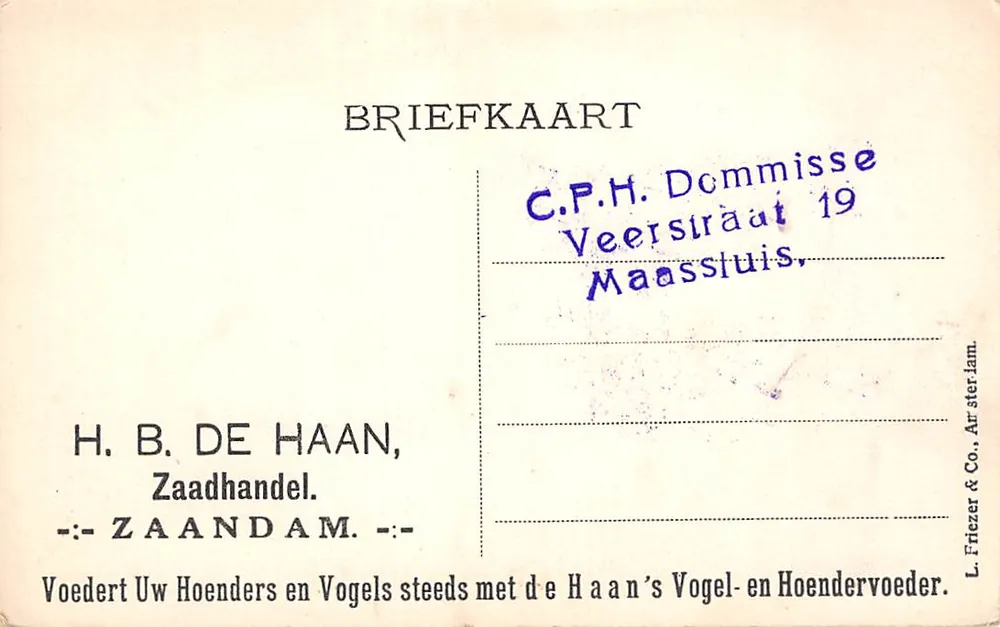 BRIEFKAART
C.P.H. Dommisse
Veerstraat 19
Maassluis.
H. B. DE HAAN,
Zaadhandel.
-:- ZAANDAM. -:-
Voedert Uw Hoenders en Vogels steeds met de Haan's Vogel- en Hoendervoeder.
L. Friezer & Co., Amsterdam.